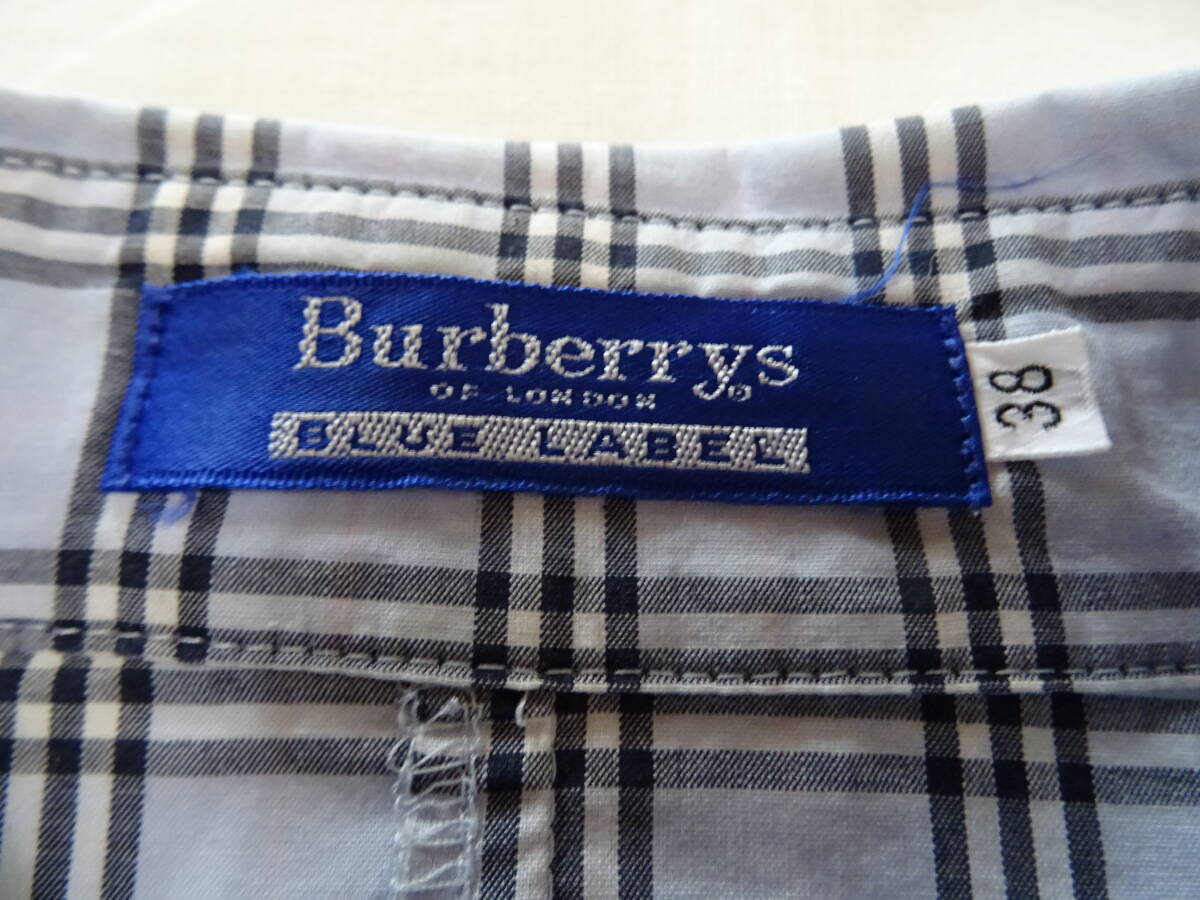 Burberrys®
OF LONDON
BLUE LABEL
38